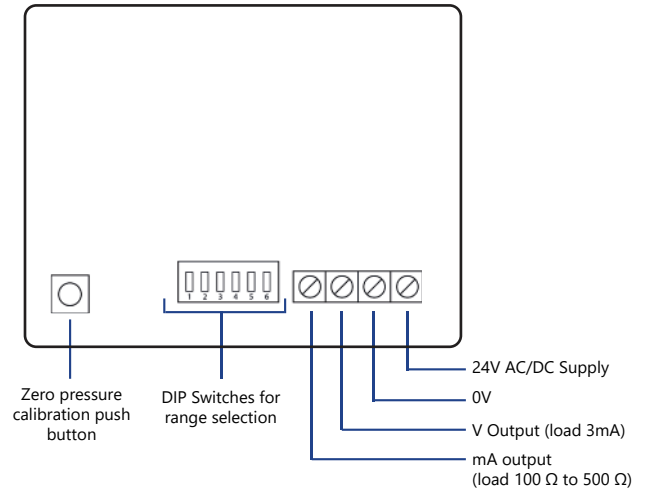 1 2 3 4 5 6
24V AC/DC Supply
0V
V Output (load 3mA)
mA output
(load 100 Ω to 500 Ω)
Zero pressure
calibration push
button
DIP Switches for
range selection